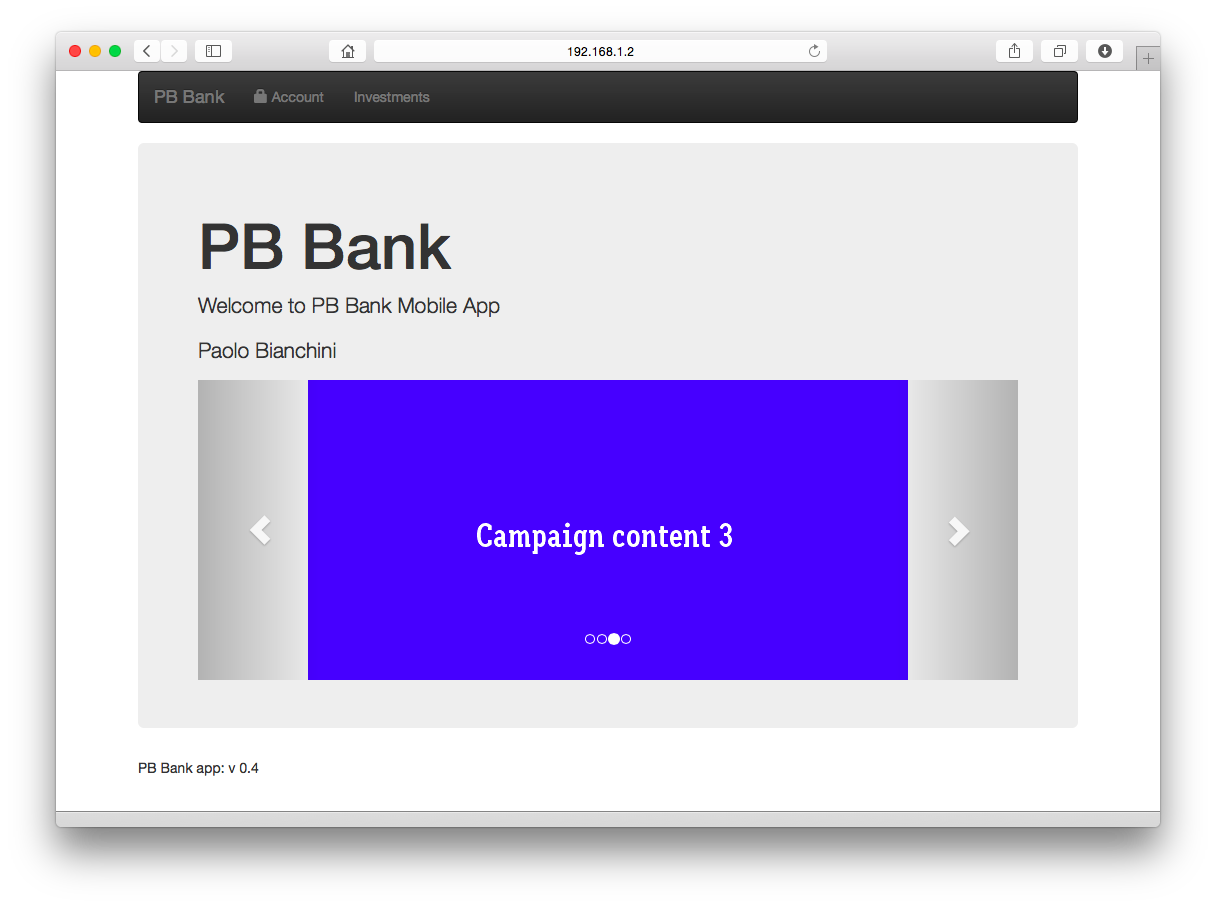 192.168.1.2
PB Bank Account Investments
PB Bank
Welcome to PB Bank Mobile App
Paolo Bianchini
Campaign content 3
PB Bank app: v 0.4